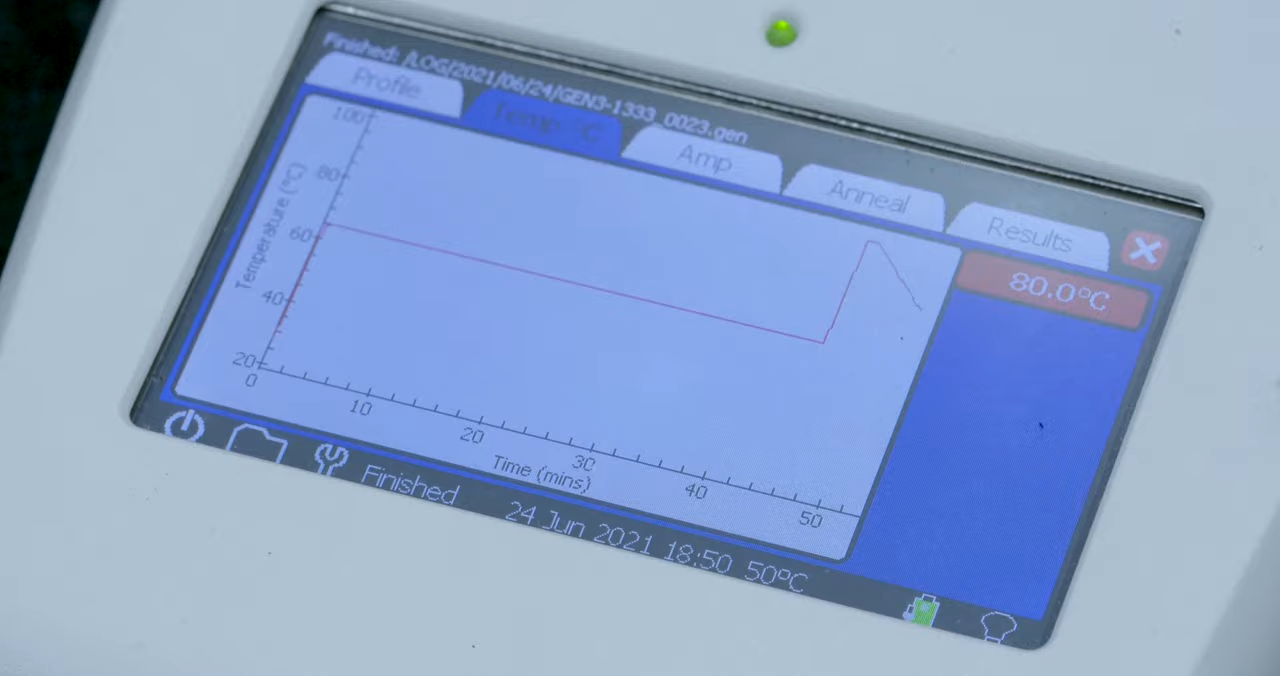 Finished: /LOG/2021/06/24/GEN3-1333_0023.gen
Profile
Temp °C
Amp
Anneal
Results
80.0°C
Temperature (°C)
100
80
60
40
20
0
10
20
30
40
50
Time (mins)
Finished
24 Jun 2021 18:50 50°C